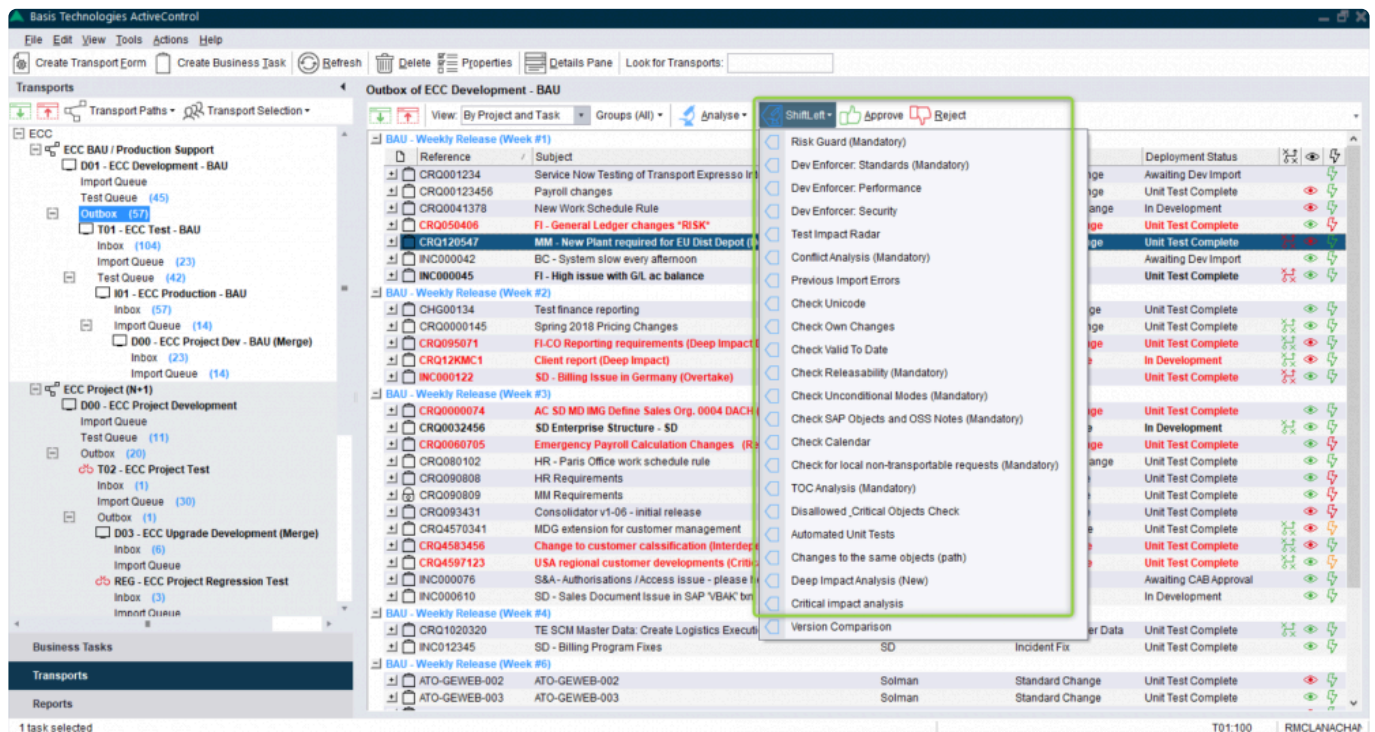 Basis Technologies ActiveControl
File Edit View Tools Actions Help
Create Transport Form Create Business Task Refresh Delete Properties Details Pane Look for Transports:
Transports
Transport Paths Transport Selection
ECC
ECC BAU / Production Support
D01 - ECC Development - BAU
Import Queue
Test Queue (45)
Outbox (57)
T01 - ECC Test - BAU
Inbox (104)
Import Queue (23)
Test Queue (42)
I01 - ECC Production - BAU
Inbox (57)
Import Queue (14)
D00 - ECC Project Dev - BAU (Merge)
Inbox (23)
Import Queue (14)
ECC Project (N+1)
D00 - ECC Project Development
Import Queue
Test Queue (11)
Outbox (20)
T02 - ECC Project Test
Inbox (1)
Import Queue (30)
Outbox (1)
D03 - ECC Upgrade Development (Merge)
Inbox (6)
Import Queue
REG - ECC Project Regression Test
Inbox (3)
Import Queue
Business Tasks
Transports
Reports
1 task selected
Outbox of ECC Development - BAU
View: By Project and Task Groups (All) Analyse ShiftLeft Approve Reject
BAU - Weekly Release (Week #1)
Reference / Subject Deployment Status
CRQ001234 Service Now Testing of Transport Expresso Int nge Awaiting Dev Import
CRQ00123456 Payroll changes nge Unit Test Complete
CRQ0041378 New Work Schedule Rule ange In Development
CRQ050406 FI - General Ledger changes *RISK* ge Unit Test Complete
CRQ120547 MM - New Plant required for EU Dist Depot ge Unit Test Complete
INC000042 BC - System slow every afternoon Awaiting Dev Import
INC000045 FI - High issue with G/L ac balance Unit Test Complete
BAU - Weekly Release (Week #2)
CHG00134 Test finance reporting ge Unit Test Complete
CRQ0000145 Spring 2018 Pricing Changes nge Unit Test Complete
CRQ095071 FI-CO Reporting requirements (Deep Impact nge Unit Test Complete
CRQ12KMC1 Client report (Deep Impact) e In Development
INC000122 SD - Billing Issue in Germany (Overtake) Unit Test Complete
BAU - Weekly Release (Week #3)
CRQ0000074 AC SD MD IMG Define Sales Org. 0004 DACH ge Unit Test Complete
CRQ0032456 SD Enterprise Structure - SD e In Development
CRQ0060705 Emergency Payroll Calculation Changes (Re nge Unit Test Complete
CRQ080102 HR - Paris Office work schedule rule ange Unit Test Complete
CRQ090808 HR Requirements e Unit Test Complete
CRQ090809 MM Requirements e Unit Test Complete
CRQ093431 Consolidator v1-06 - initial release Unit Test Complete
CRQ4570341 MDG extension for customer management e Unit Test Complete
CRQ4583456 Change to customer calssification (Interdep e Unit Test Complete
CRQ4597123 USA regional customer developments (Critic e Unit Test Complete
INC000076 S&A - Authorisations / Access issue - please Awaiting CAB Approval
INC000610 SD - Sales Document Issue in SAP 'VBAK' In Development
BAU - Weekly Release (Week #4)
CRQ1020320 TE SCM Master Data: Create Logistics Executi er Data Unit Test Complete
INC012345 SD - Billing Program Fixes SD Incident Fix Unit Test Complete
BAU - Weekly Release (Week #6)
ATO-GEWEB-002 ATO-GEWEB-002 Solman Standard Change Unit Test Complete
ATO-GEWEB-003 ATO-GEWEB-003 Solman Standard Change Unit Test Complete
Risk Guard (Mandatory)
Dev Enforcer: Standards (Mandatory)
Dev Enforcer: Performance
Dev Enforcer: Security
Test Impact Radar
Conflict Analysis (Mandatory)
Previous Import Errors
Check Unicode
Check Own Changes
Check Valid To Date
Check Releasability (Mandatory)
Check Unconditional Modes (Mandatory)
Check SAP Objects and OSS Notes (Mandatory)
Check Calendar
Check for local non-transportable requests (Mandatory)
TOC Analysis (Mandatory)
Disallowed_Critical Objects Check
Automated Unit Tests
Changes to the same objects (path)
Deep Impact Analysis (New)
Critical impact analysis
Version Comparison
T01:100 RMCLANACHAN